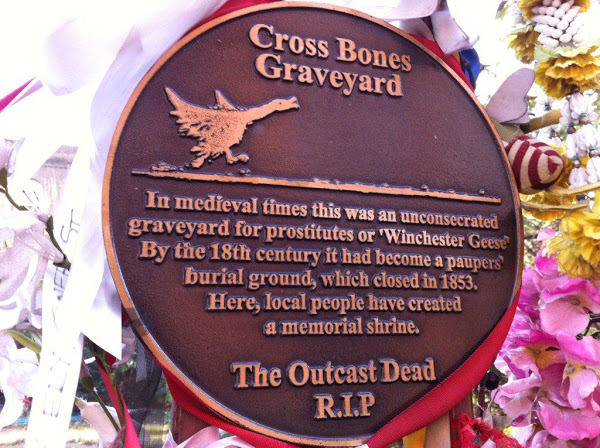 Cross Bones
Graveyard
In medieval times this was an unconsecrated
graveyard for prostitutes or 'Winchester Geese'
By the 18th century it had become a paupers'
burial ground, which closed in 1853.
Here, local people have created
a memorial shrine.
The Outcast Dead
R.I.P